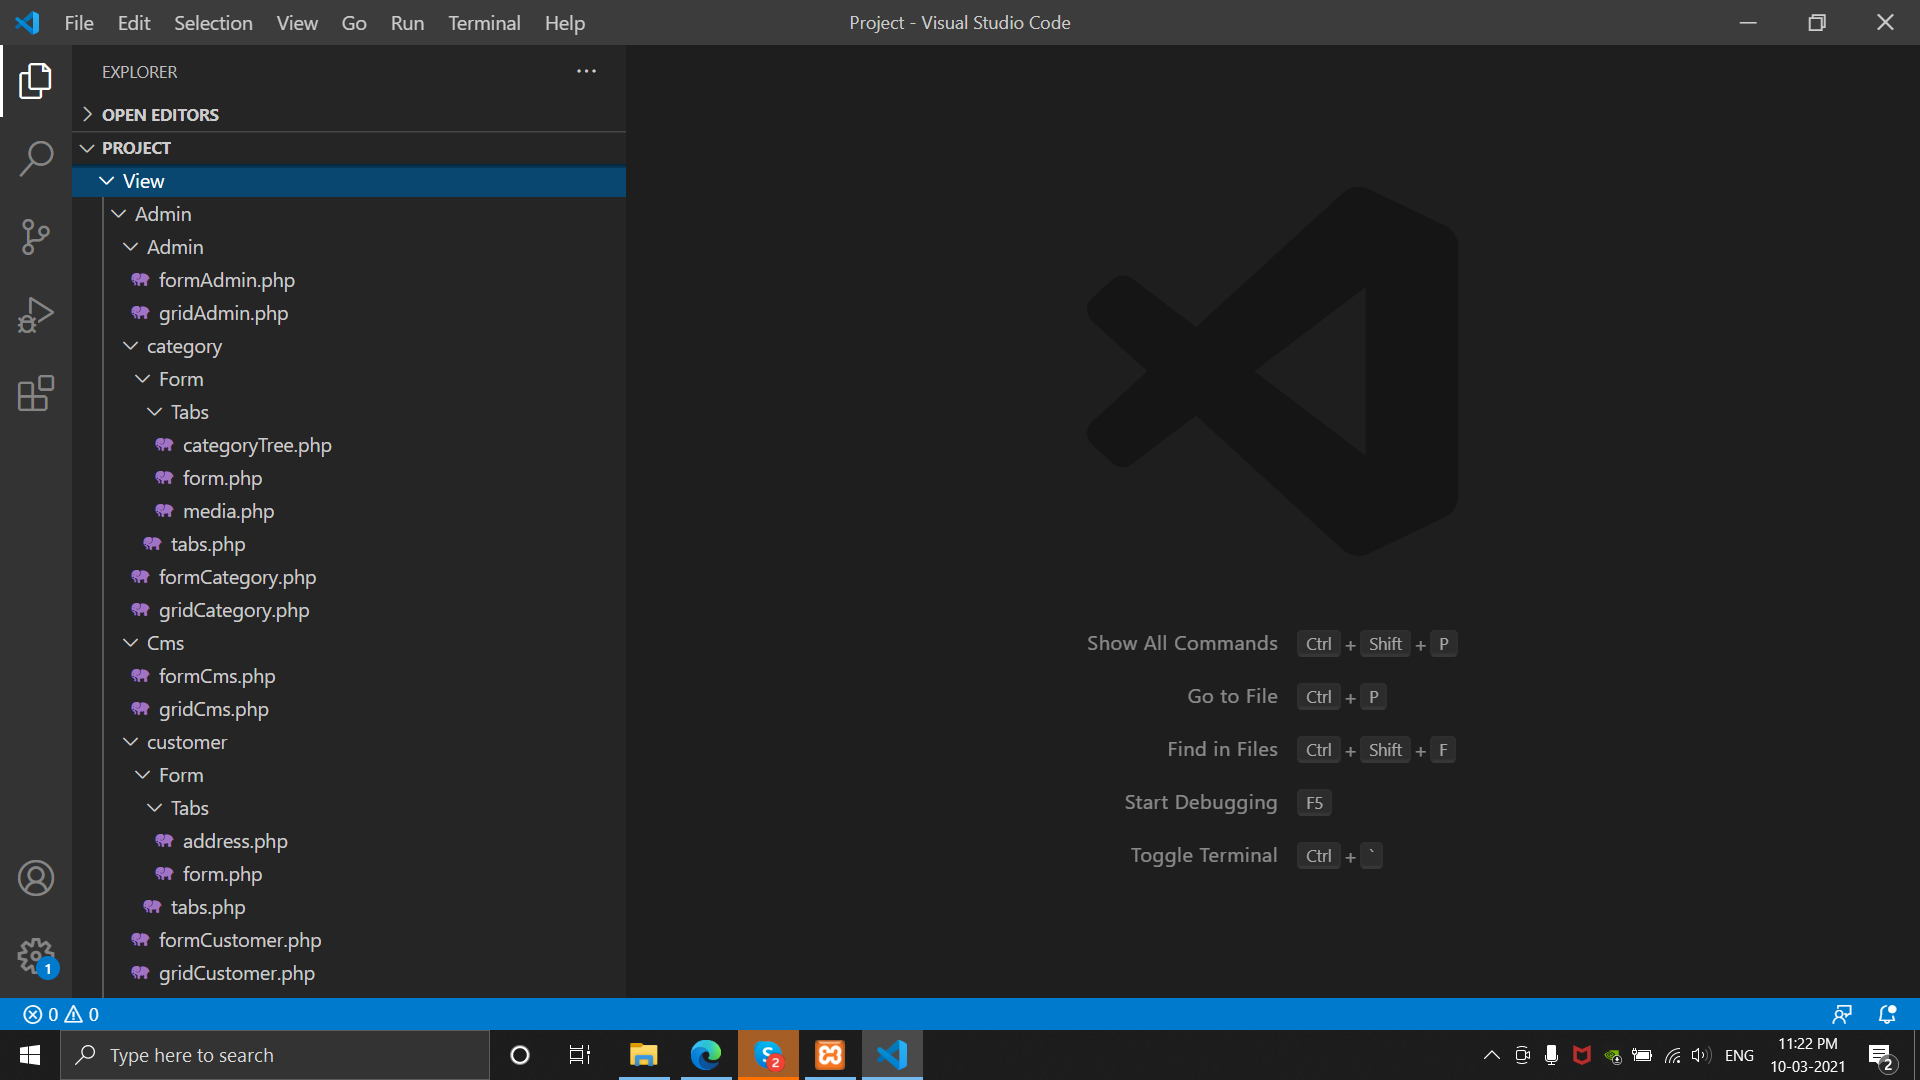 File Edit Selection View Go Run Terminal Help
Project - Visual Studio Code
EXPLORER
OPEN EDITORS
PROJECT
View
Admin
Admin
formAdmin.php
gridAdmin.php
category
Form
Tabs
categoryTree.php
form.php
media.php
tabs.php
formCategory.php
gridCategory.php
Cms
formCms.php
gridCms.php
customer
Form
Tabs
address.php
form.php
tabs.php
formCustomer.php
gridCustomer.php
1
Show All Commands Ctrl + Shift + P
Go to File Ctrl + P
Find in Files Ctrl + Shift + F
Start Debugging F5
Toggle Terminal Ctrl + `
0 0
Type here to search
S 2
ENG
11:22 PM
10-03-2021
2